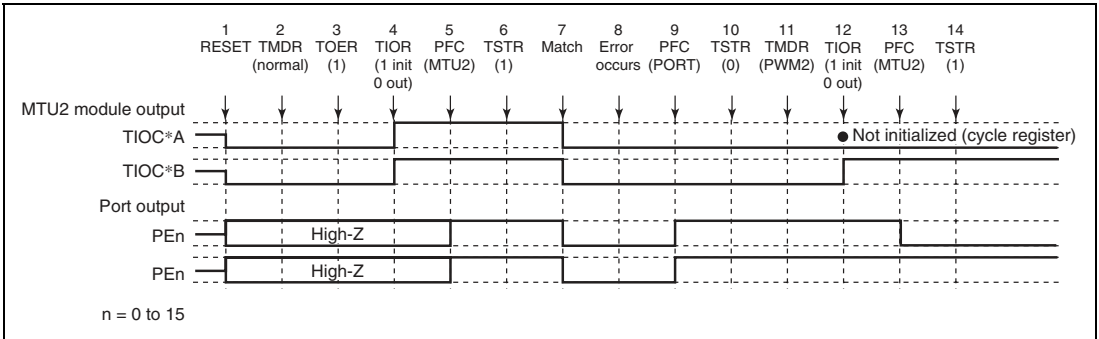 1 2 3 4 5 6 7 8 9 10 11 12 13 14
RESET TMDR TOER TIOR PFC TSTR Match Error PFC TSTR TMDR TIOR PFC TSTR
(normal) (1) (1 init (MTU2) (1) occurs (PORT) (0) (PWM2) (1 init (MTU2) (1)
0 out) 0 out)
MTU2 module output
TIOC*A ● Not initialized (cycle register)
TIOC*B
Port output
PEn High-Z
PEn High-Z
n = 0 to 15